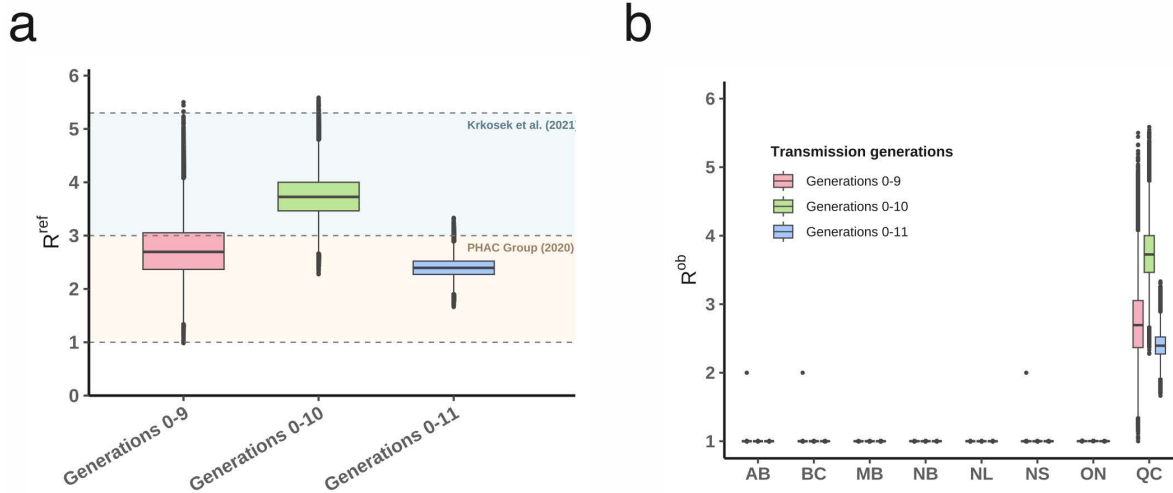 a
6
5
4
3
2
1
0
R^ref
Krkosek et al. (2021)
PHAC Group (2020)
Generations 0-9
Generations 0-10
Generations 0-11
b
6
5
4
3
2
1
R^ob
Transmission generations
Generations 0-9
Generations 0-10
Generations 0-11
AB BC MB NB NL NS ON QC